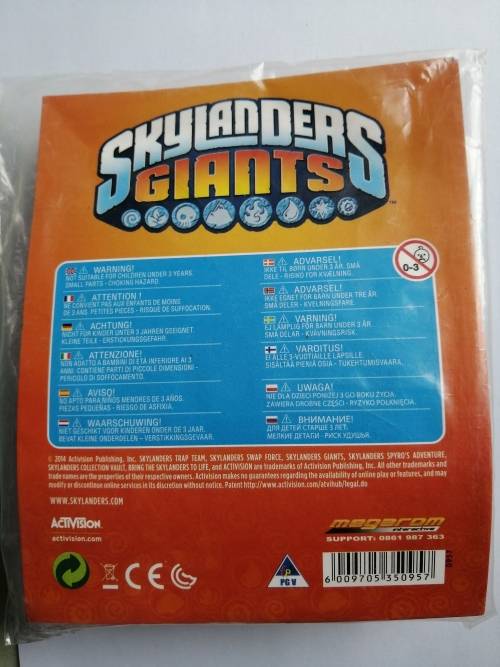 SKYLANDERS
GIANTS
™
WARNING!
NOT SUITABLE FOR CHILDREN UNDER 3 YEARS.
SMALL PARTS - CHOKING HAZARD.
ATTENTION !
NE CONVIENT PAS AUX ENFANTS DE MOINS
DE 3 ANS. PETITES PIECES - RISQUE DE SUFFOCATION.
ACHTUNG!
NICHT FÜR KINDER UNTER 3 JAHREN GEEIGNET.
KLEINE TEILE - ERSTICKUNGSGEFAHR.
ATTENZIONE!
NON ADATTO A BAMBINI DI ETÀ INFERIORE AI 3
ANNI. CONTIENE PARTI DI PICCOLE DIMENSIONI -
PERICOLO DI SOFFOCAMENTO.
AVISO!
NO APTO PARA NIÑOS MENORES DE 3 AÑOS.
PIEZAS PEQUEÑAS - RIESGO DE ASFIXIA.
WAARSCHUWING!
NIET GESCHIKT VOOR KINDEREN ONDER DE 3 JAAR.
BEVAT KLEINE ONDERDELEN - VERSTIKKINGSGEVAAR.
ADVARSEL!
IKKE TIL BØRN UNDER 3 ÅR. SMÅ
DELE - RISIKO FOR KVÆLNING.
ADVARSEL!
IKKE EGNET FOR BARN UNDER TRE ÅR.
SMÅ DELER - KVELNINGSFARE.
VARNING!
EJ LÄMPLIG FÖR BARN UNDER 3 ÅR.
SMÅ DELAR - KVÄVNINGSRISK.
VAROITUS!
EI ALLE 3-VUOTIAILLE LAPSILLE.
SISÄLTÄÄ PIENIÄ OSIA - TUKEHTUMISVAARA.
UWAGA!
NIE DLA DZIECI PONIŻEJ 3 GO ROKU ŻYCIA.
ZAWIERA DROBNE CZĘŚCI - RYZYKO POŁKNIĘCIA.
ВНИМАНИЕ!
ДЛЯ ДЕТЕЙ СТАРШЕ 3 ЛЕТ.
МЕЛКИЕ ДЕТАЛИ - РИСК УДУШЬЯ.
0-3
© 2014 Activision Publishing, Inc. SKYLANDERS TRAP TEAM, SKYLANDERS SWAP FORCE, SKYLANDERS GIANTS, SKYLANDERS SPYRO'S ADVENTURE,
SKYLANDERS COLLECTION VAULT, BRING THE SKYLANDERS TO LIFE, and ACTIVISION are trademarks of Activision Publishing, Inc. All other trademarks and
trade names are the properties of their respective owners. Activision makes no guarantees regarding the availability of online play or features, and may
modify or discontinue online services in its discretion without notice. Patent http://www.activision.com/atvihub/legal.do
WWW.SKYLANDERS.COM
ACTIVISION
activision.com
megarom
interactive
SUPPORT: 0861 987 363
CE
PG V
6 009705 350957
0957